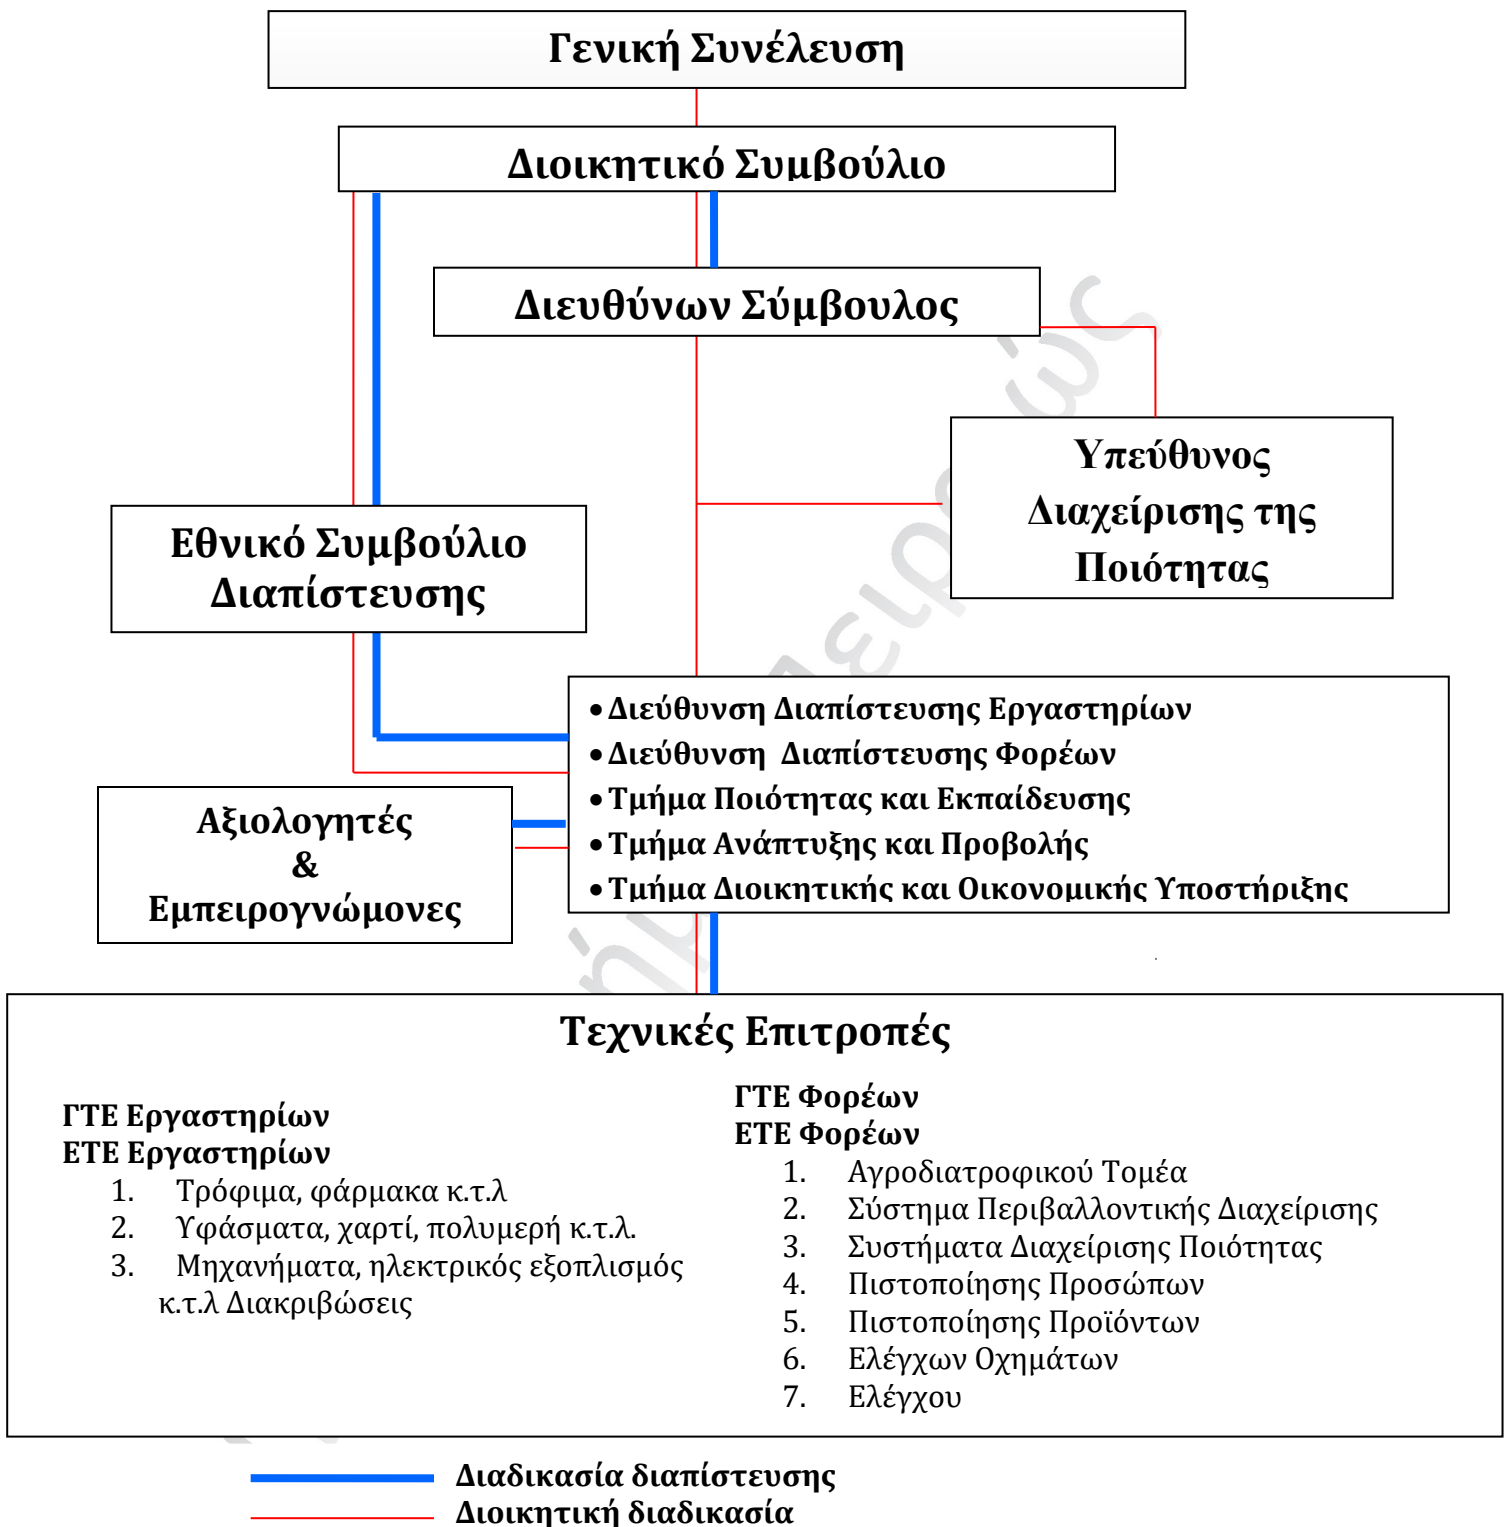 Γενική Συνέλευση
Διοικητικό Συμβούλιο
Διευθύνων Σύμβουλος
Υπεύθυνος
Διαχείρισης της
Ποιότητας
Εθνικό Συμβούλιο
Διαπίστευσης
•Διεύθυνση Διαπίστευσης Εργαστηρίων
•Διεύθυνση Διαπίστευσης Φορέων
•Τμήμα Ποιότητας και Εκπαίδευσης
•Τμήμα Ανάπτυξης και Προβολής
•Τμήμα Διοικητικής και Οικονομικής Υποστήριξης
Αξιολογητές
&
Εμπειρογνώμονες
Τεχνικές Επιτροπές
ΓΤΕ Εργαστηρίων
ΕΤΕ Εργαστηρίων
1. Τρόφιμα, φάρμακα κ.τ.λ
2. Υφάσματα, χαρτί, πολυμερή κ.τ.λ.
3. Μηχανήματα, ηλεκτρικός εξοπλισμός
κ.τ.λ Διακριβώσεις
ΓΤΕ Φορέων
ΕΤΕ Φορέων
1. Αγροδιατροφικού Τομέα
2. Σύστημα Περιβαλλοντικής Διαχείρισης
3. Συστήματα Διαχείρισης Ποιότητας
4. Πιστοποίησης Προσώπων
5. Πιστοποίησης Προϊόντων
6. Ελέγχων Οχημάτων
7. Ελέγχου
Διαδικασία διαπίστευσης
Διοικητική διαδικασία